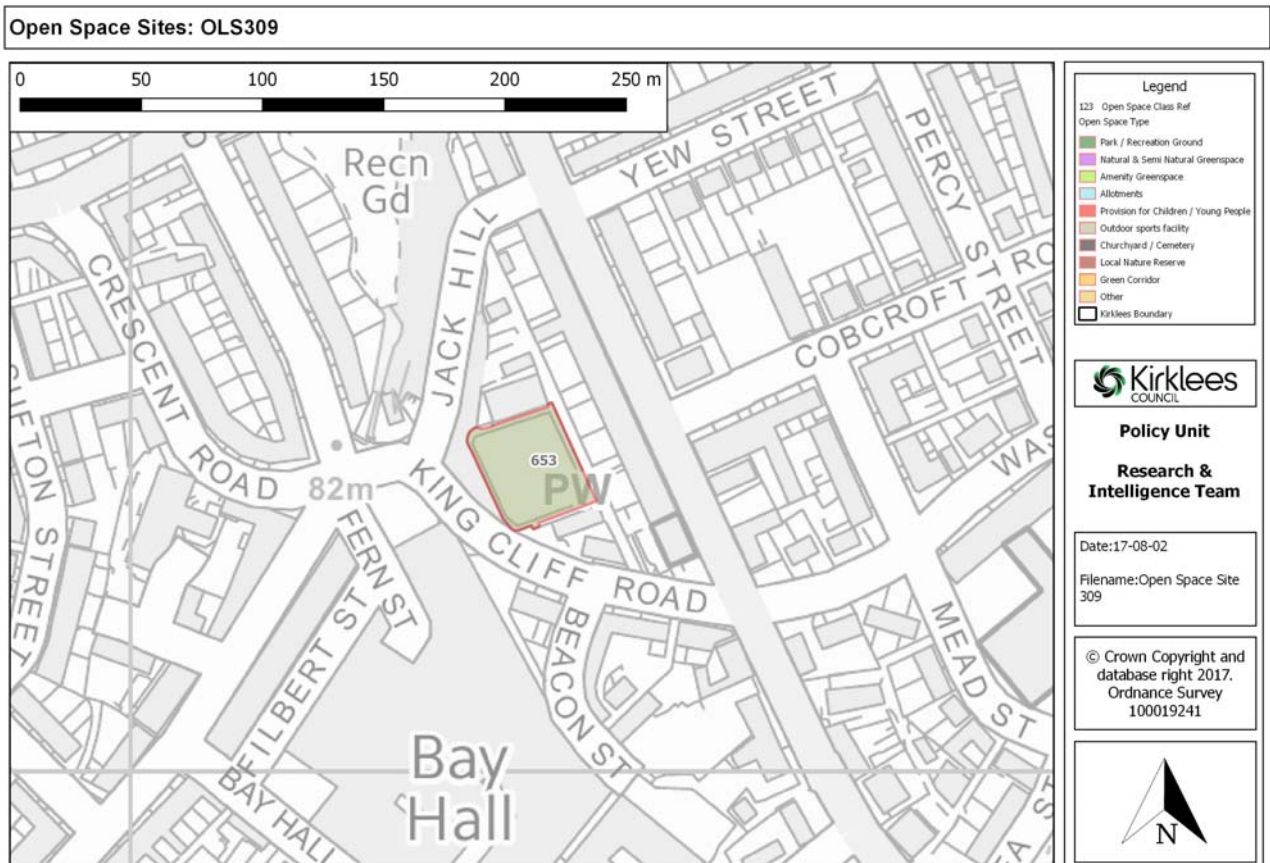 Open Space Sites: OLS309
0 50 100 150 200 250 m
Recn
Gd
YEW STREET
PERCY STREET
JACK HILL
CRESCENT ROAD
COBCROFT RO
CLIFTON STREET
653
PW
82m
KING CLIFF ROAD
WAS
FERN ST
FILBERT ST
BEACON ST
MEAD ST
BAY HALL
Bay
Hall
Legend
123 Open Space Class Ref
Open Space Type
Park / Recreation Ground
Natural & Semi Natural Greenspace
Amenity Greenspace
Allotments
Provision for Children / Young People
Outdoor sports facility
Churchyard / Cemetery
Local Nature Reserve
Green Corridor
Other
Kirklees Boundary
Kirklees
COUNCIL
Policy Unit
Research &
Intelligence Team
Date:17-08-02
Filename:Open Space Site
309
© Crown Copyright and
database right 2017.
Ordnance Survey
100019241
N